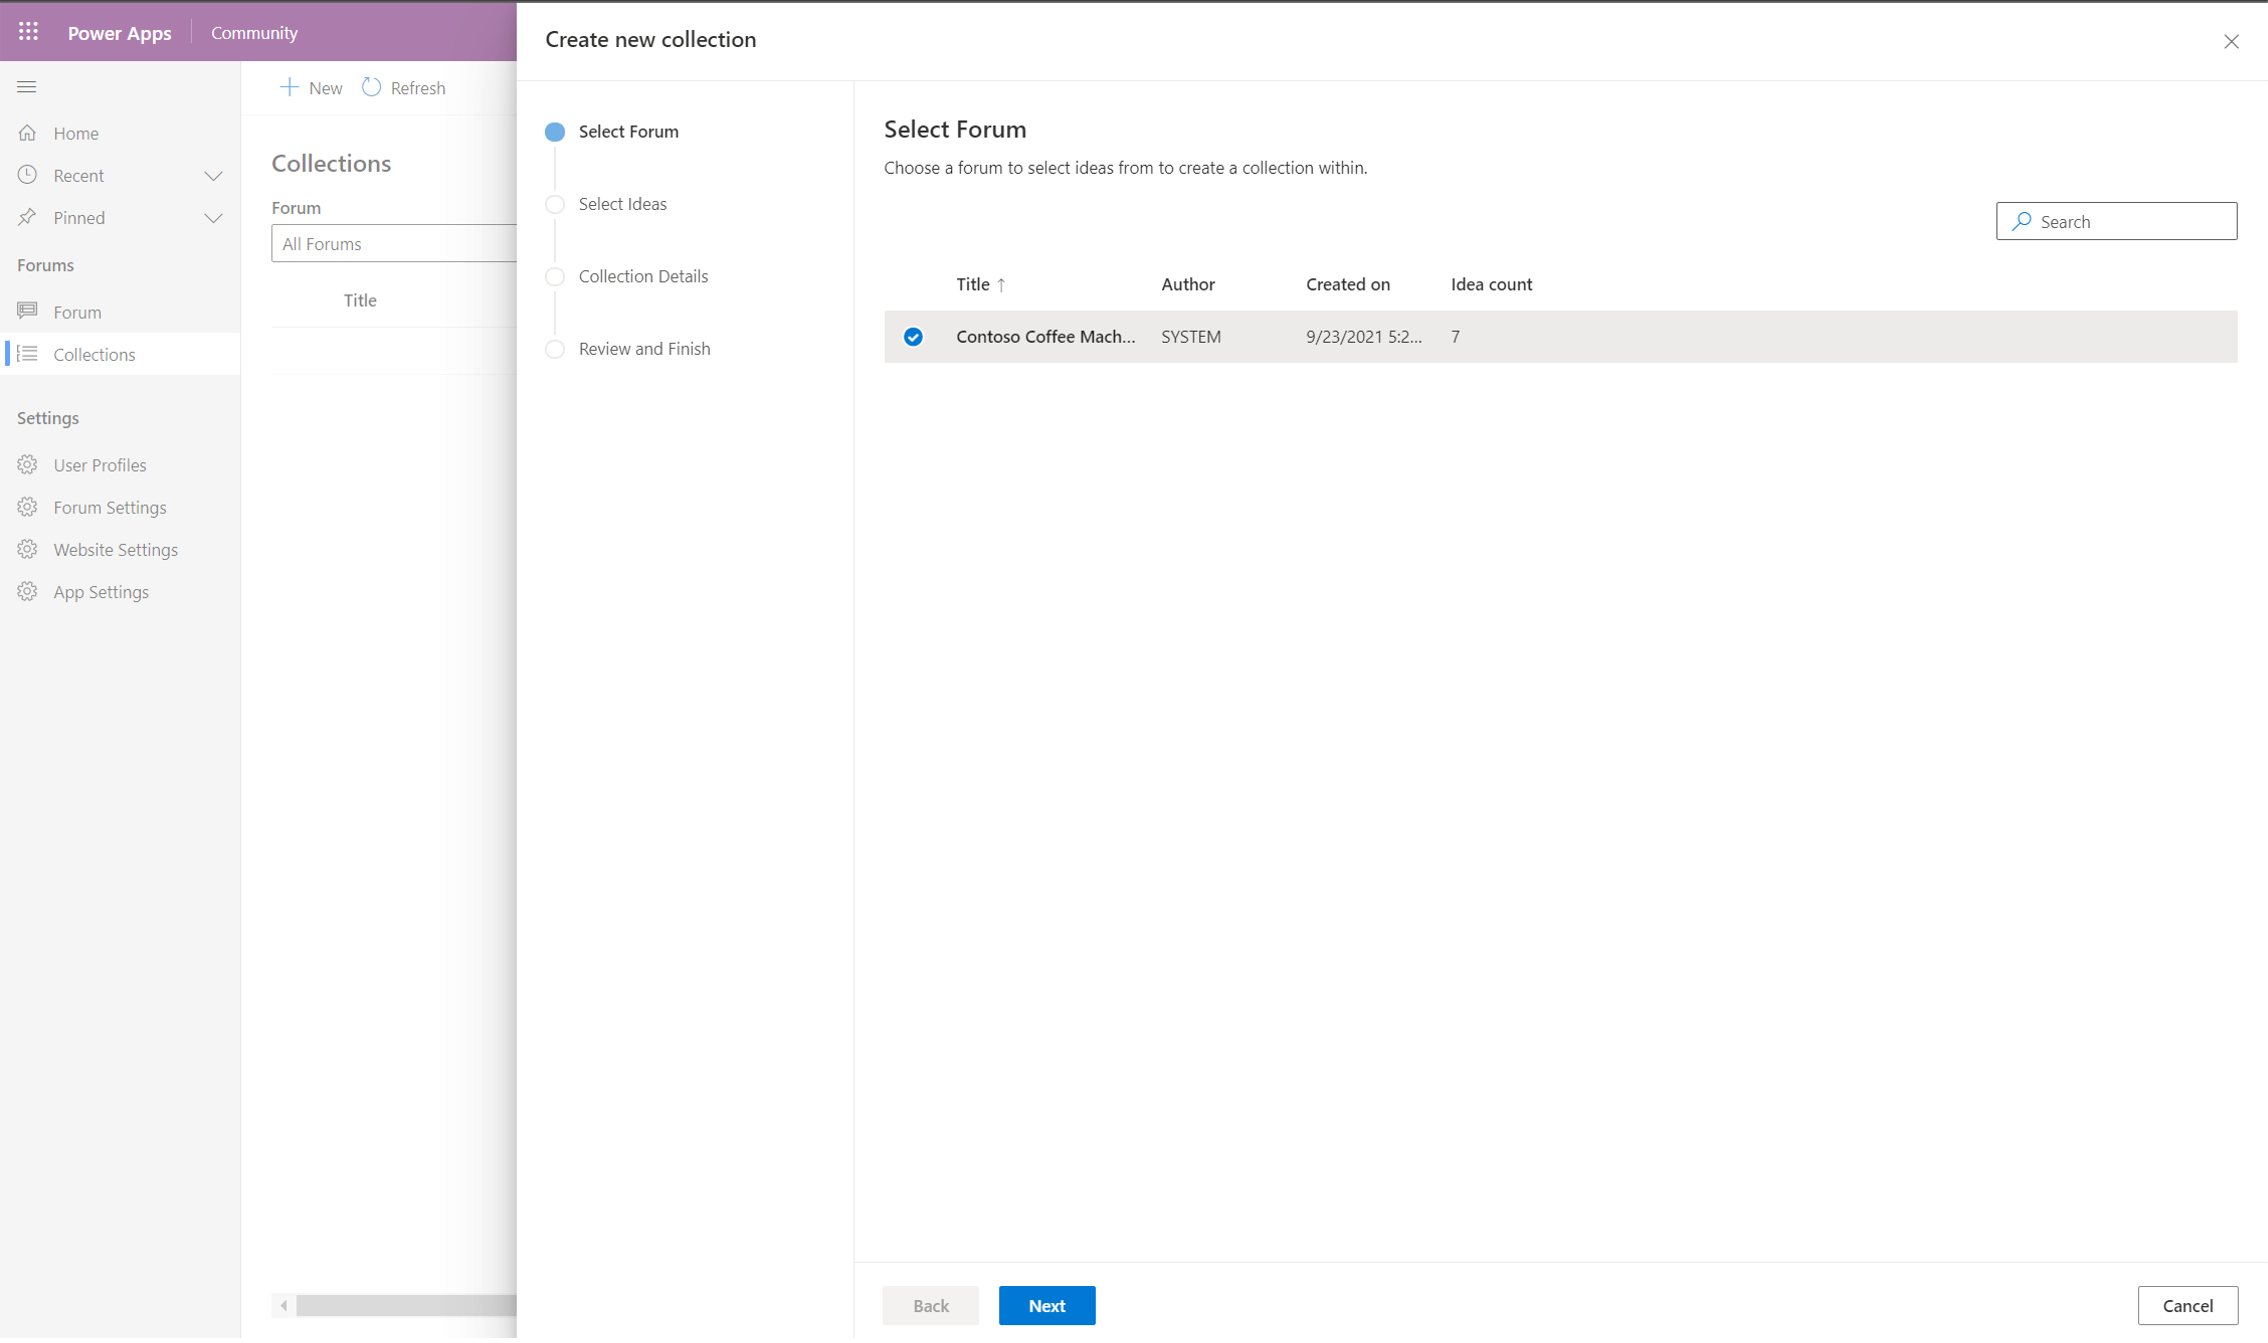 Power Apps
Community
New
Refresh
Home
Recent
Pinned
Forums
Forum
Collections
Settings
User Profiles
Forum Settings
Website Settings
App Settings
Collections
Forum
All Forums
Title
Create new collection
Select Forum
Select Ideas
Collection Details
Review and Finish
Select Forum
Choose a forum to select ideas from to create a collection within.
Search
Title ↑ Author Created on Idea count
Contoso Coffee Mach... SYSTEM 9/23/2021 5:2... 7
Back
Next
Cancel